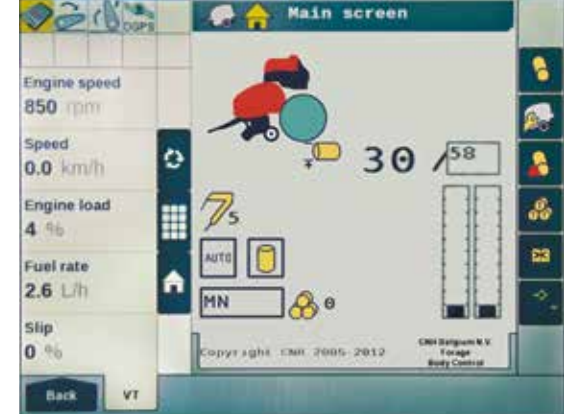 DGPS
Main screen
Engine speed
850 rpm
Speed
0.0 km/h
Engine load
4 %
Fuel rate
2.6 L/h
Slip
0 %
30 / 58
5
AUTO
MN
0
Copyright CNH 2005-2012
CNH Belgium N.V.
Forage
Body Control
Back
VT